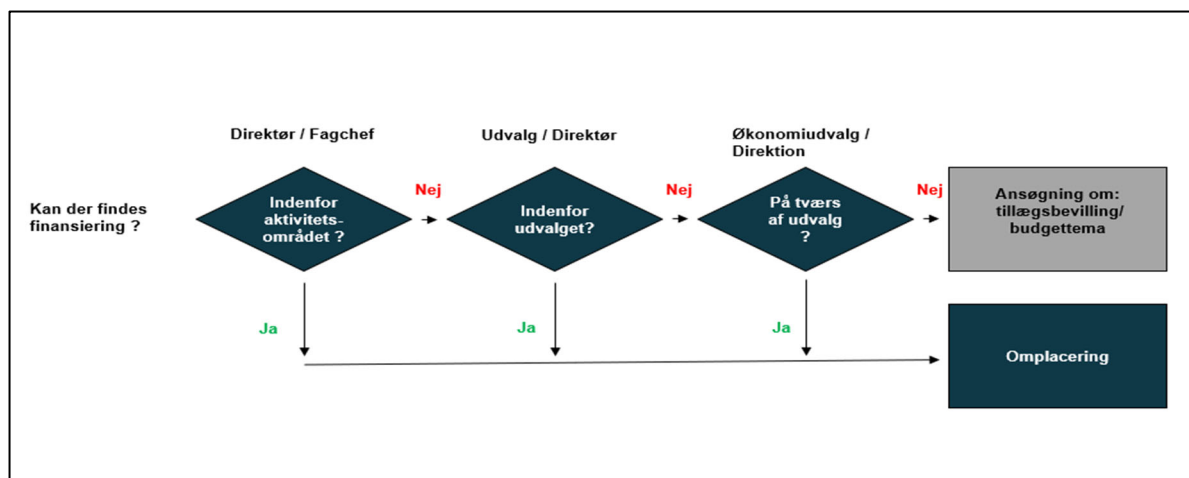 Direktør / Fagchef
Udvalg / Direktør
Økonomiudvalg /
Direktion
Kan der findes
finansiering ?
Indenfor
aktivitets-
området ?
Nej
Indenfor
udvalget?
Nej
På tværs
af udvalg
?
Nej
Ansøgning om:
tillægsbevilling/
budgettema
Ja
Ja
Ja
Omplacering